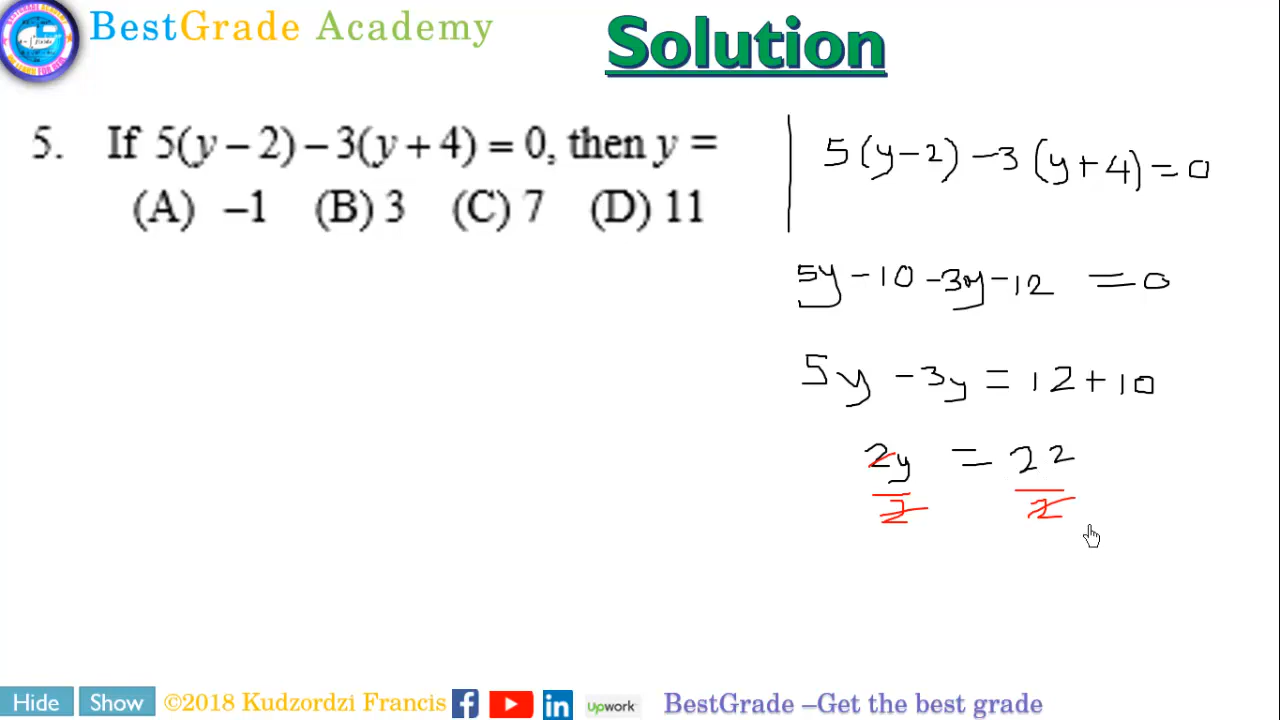 BestGrade Academy
Solution
5. If 5(y – 2) – 3(y + 4) = 0, then y =
(A) –1 (B) 3 (C) 7 (D) 11
5(y-2) -3(y+4) = 0
5y - 10 - 3y - 12 = 0
5y - 3y = 12 + 10
2y = 22
2 2
Hide Show ©2018 Kudzordzi Francis f in upwork BestGrade –Get the best grade